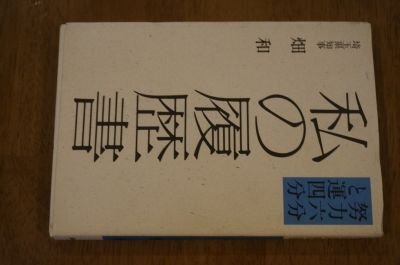 努力六分
と運四分
私の履歴書
埼玉県知事
畑 和